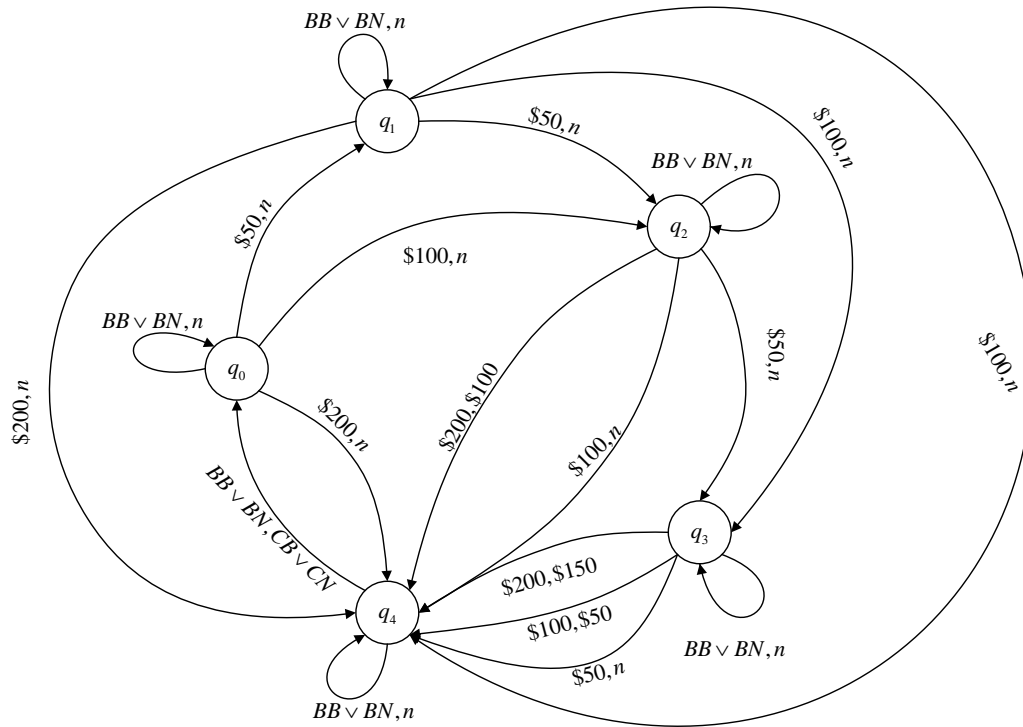 BB ∨ BN, n
q₁
$50, n
$100, n
BB ∨ BN, n
q₂
$50, n
$100, n
BB ∨ BN, n
q₀
$200, n
$200, n
$200, $100
$100, n
$50, n
$100, n
BB ∨ BN, CB ∨ CN
q₃
$200, $150
$100, $50
$50, n
BB ∨ BN, n
q₄
BB ∨ BN, n